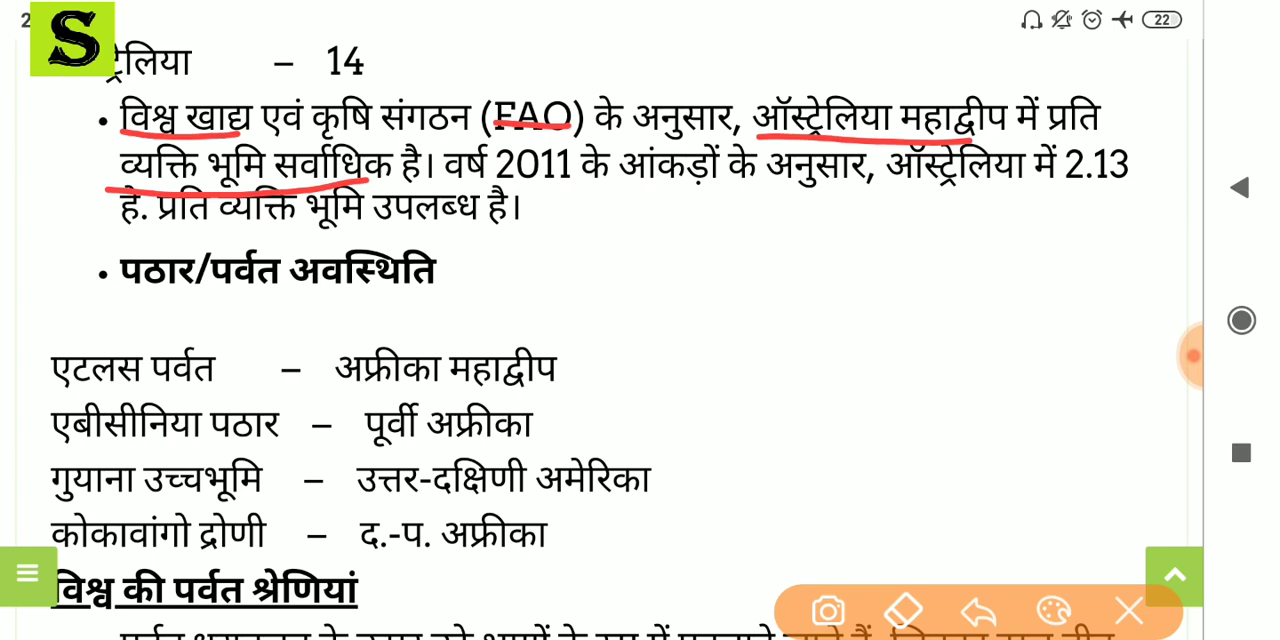 2
S
ट्रेलिया – 14
• विश्व खाद्य एवं कृषि संगठन (FAO) के अनुसार, ऑस्ट्रेलिया महाद्वीप में प्रति
व्यक्ति भूमि सर्वाधिक है। वर्ष 2011 के आंकड़ों के अनुसार, ऑस्ट्रेलिया में 2.13
हे. प्रति व्यक्ति भूमि उपलब्ध है।
• पठार/पर्वत अवस्थिति
एटलस पर्वत – अफ्रीका महाद्वीप
एबीसीनिया पठार – पूर्वी अफ्रीका
गुयाना उच्चभूमि – उत्तर-दक्षिणी अमेरिका
कोकावांगो द्रोणी – द.-प. अफ्रीका
विश्व की पर्वत श्रेणियां
22